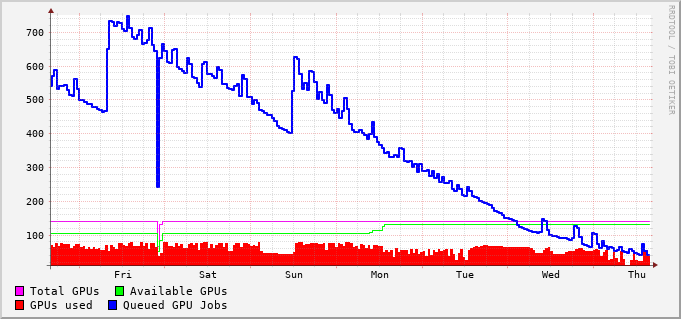 RRDTOOL / TOBI OETIKER
700
600
500
400
300
200
100
Fri Sat Sun Mon Tue Wed Thu
Total GPUs Available GPUs
GPUs used Queued GPU Jobs